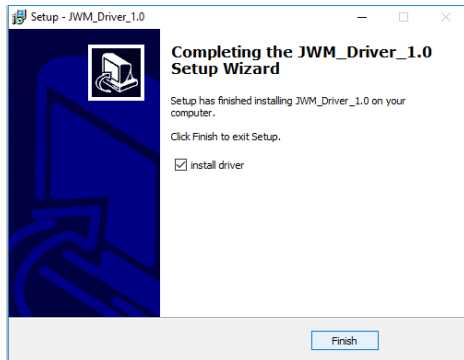 Setup - JWM_Driver_1.0
Completing the JWM_Driver_1.0
Setup Wizard
Setup has finished installing JWM_Driver_1.0 on your
computer.
Click Finish to exit Setup.
install driver
Finish